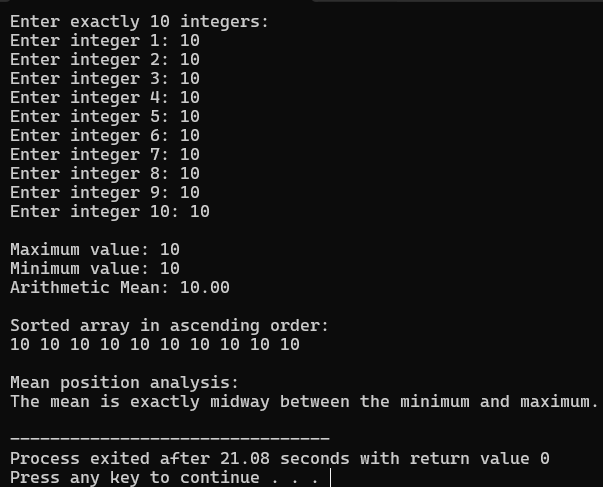 Enter exactly 10 integers:
Enter integer 1: 10
Enter integer 2: 10
Enter integer 3: 10
Enter integer 4: 10
Enter integer 5: 10
Enter integer 6: 10
Enter integer 7: 10
Enter integer 8: 10
Enter integer 9: 10
Enter integer 10: 10

Maximum value: 10
Minimum value: 10
Arithmetic Mean: 10.00

Sorted array in ascending order:
10 10 10 10 10 10 10 10 10 10

Mean position analysis:
The mean is exactly midway between the minimum and maximum.

--------------------------------
Process exited after 21.08 seconds with return value 0
Press any key to continue . . .